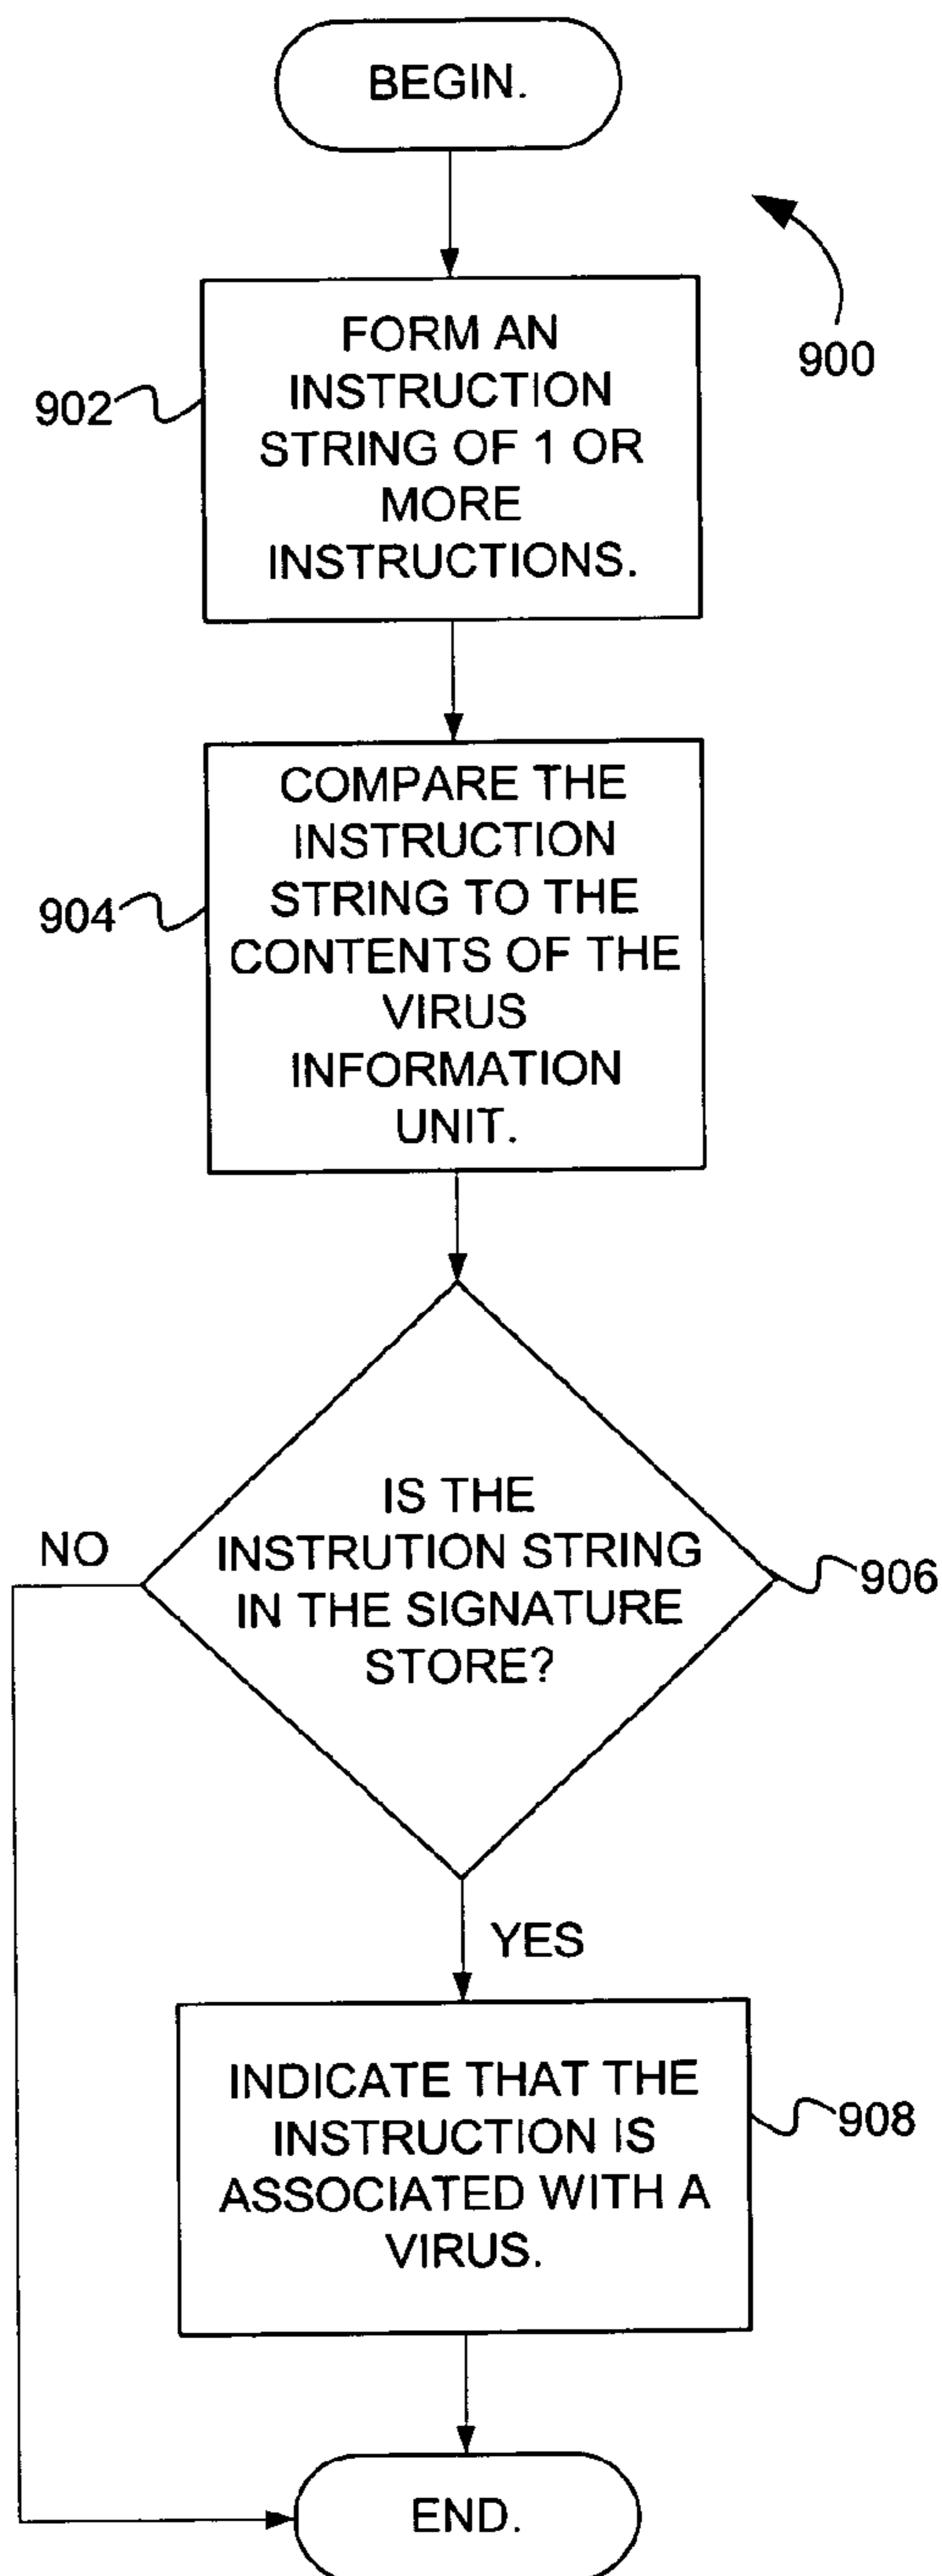 BEGIN.
900
902
FORM AN
INSTRUCTION
STRING OF 1 OR
MORE
INSTRUCTIONS.
904
COMPARE THE
INSTRUCTION
STRING TO THE
CONTENTS OF THE
VIRUS
INFORMATION
UNIT.
NO
IS THE
INSTRUTION STRING
IN THE SIGNATURE
STORE?
906
YES
INDICATE THAT THE
INSTRUCTION IS
ASSOCIATED WITH A
VIRUS.
908
END.